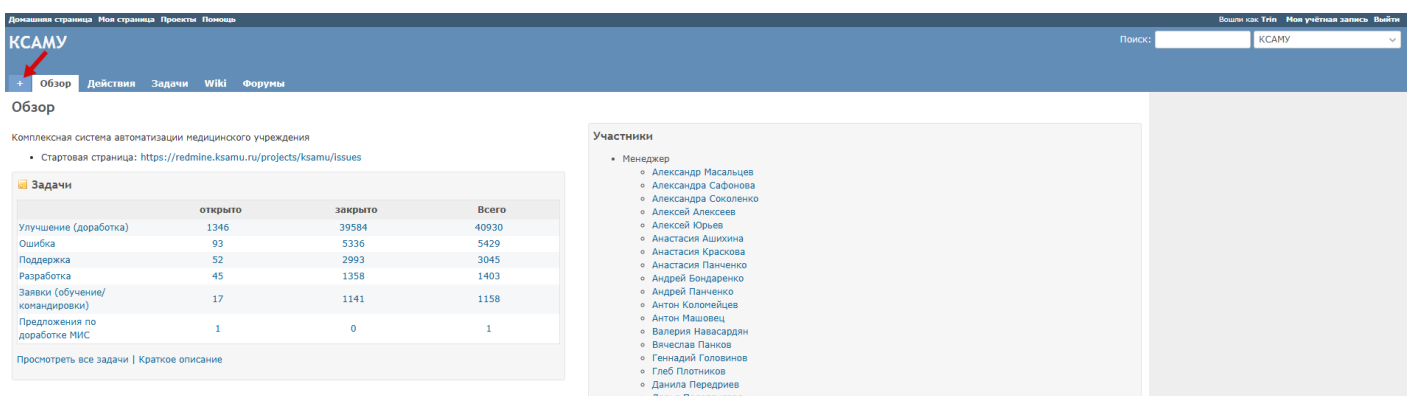 Домашняя страница Моя страница Проекты Помощь
Вошли как Trin Моя учётная запись Выйти
КСАМУ
Поиск: КСАМУ
+ Обзор Действия Задачи Wiki Форумы
Обзор
Комплексная система автоматизации медицинского учреждения
• Стартовая страница: https://redmine.ksamu.ru/projects/ksamu/issues
Задачи
открыто закрыто Всего
Улучшение (доработка) 1346 39584 40930
Ошибка 93 5336 5429
Поддержка 52 2993 3045
Разработка 45 1358 1403
Заявки (обучение/
командировки) 17 1141 1158
Предложения по
доработке МИС 1 0 1
Просмотреть все задачи | Краткое описание
Участники
• Менеджер
Александр Масальцев
Александра Сафонова
Александра Соколенко
Алексей Алексеев
Алексей Юрьев
Анастасия Ашихина
Анастасия Краскова
Анастасия Панченко
Андрей Бондаренко
Андрей Панченко
Антон Коломейцев
Антон Машовец
Валерия Навасардян
Вячеслав Панков
Геннадий Головинов
Глеб Плотников
Данила Передриев